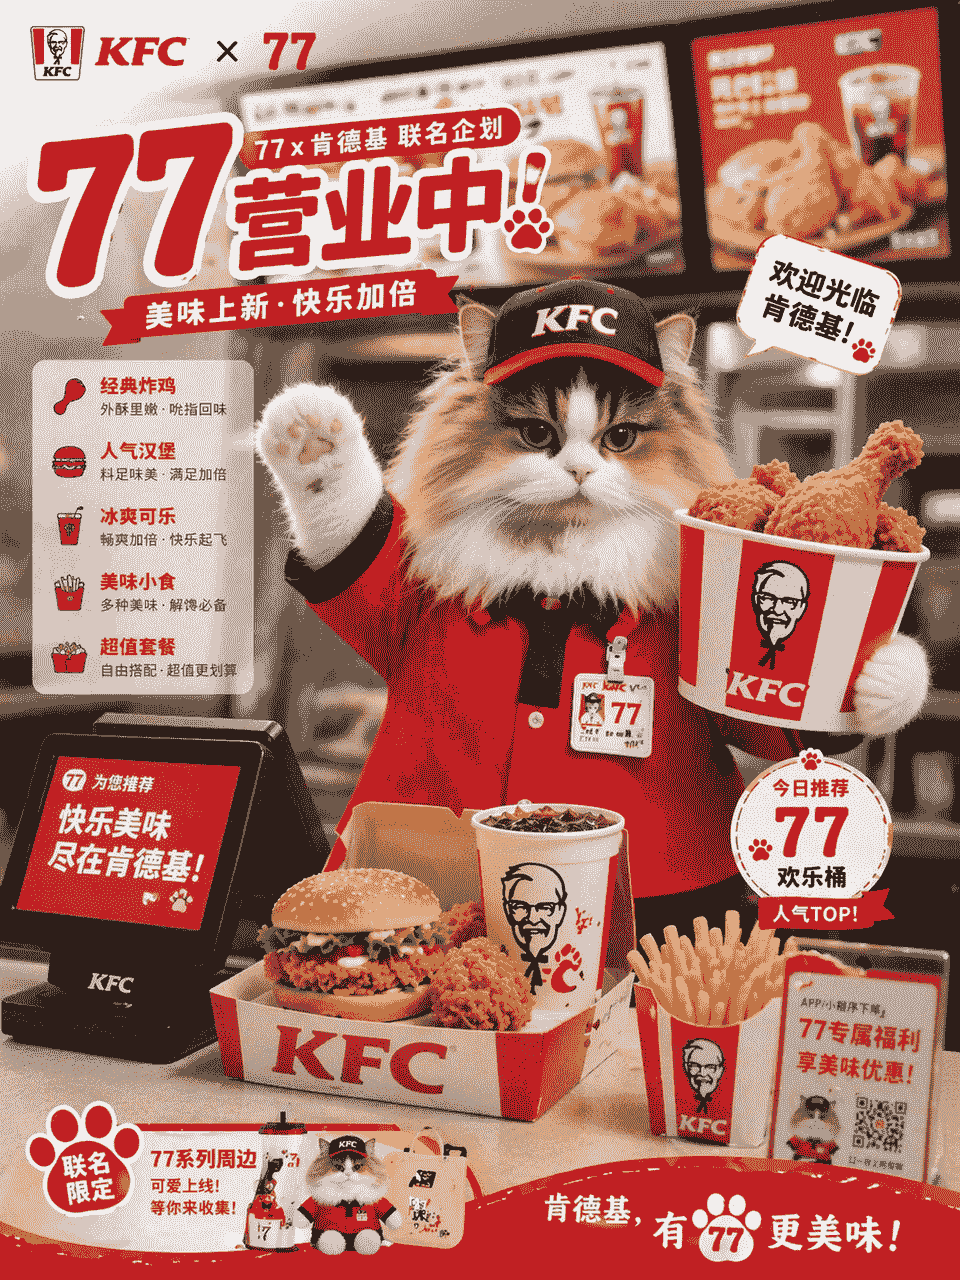 KFC
KFC × 77
77x肯德基 联名企划
77营业中!
美味上新·快乐加倍
欢迎光临
肯德基!
KFC
经典炸鸡
外酥里嫩·吮指回味
人气汉堡
料足味美·满足加倍
冰爽可乐
畅爽加倍·快乐起飞
美味小食
多种美味·解馋必备
超值套餐
自由搭配·超值更划算
KFC
77
77 为您推荐
快乐美味
尽在肯德基!
KFC
今日推荐
77
欢乐桶
人气TOP!
KFC
KFC
APP/小程序下单
77专属福利
享美味优惠!
联名
限定
77系列周边
可爱上线!
等你来收集!
KFC
肯德基,有77更美味!